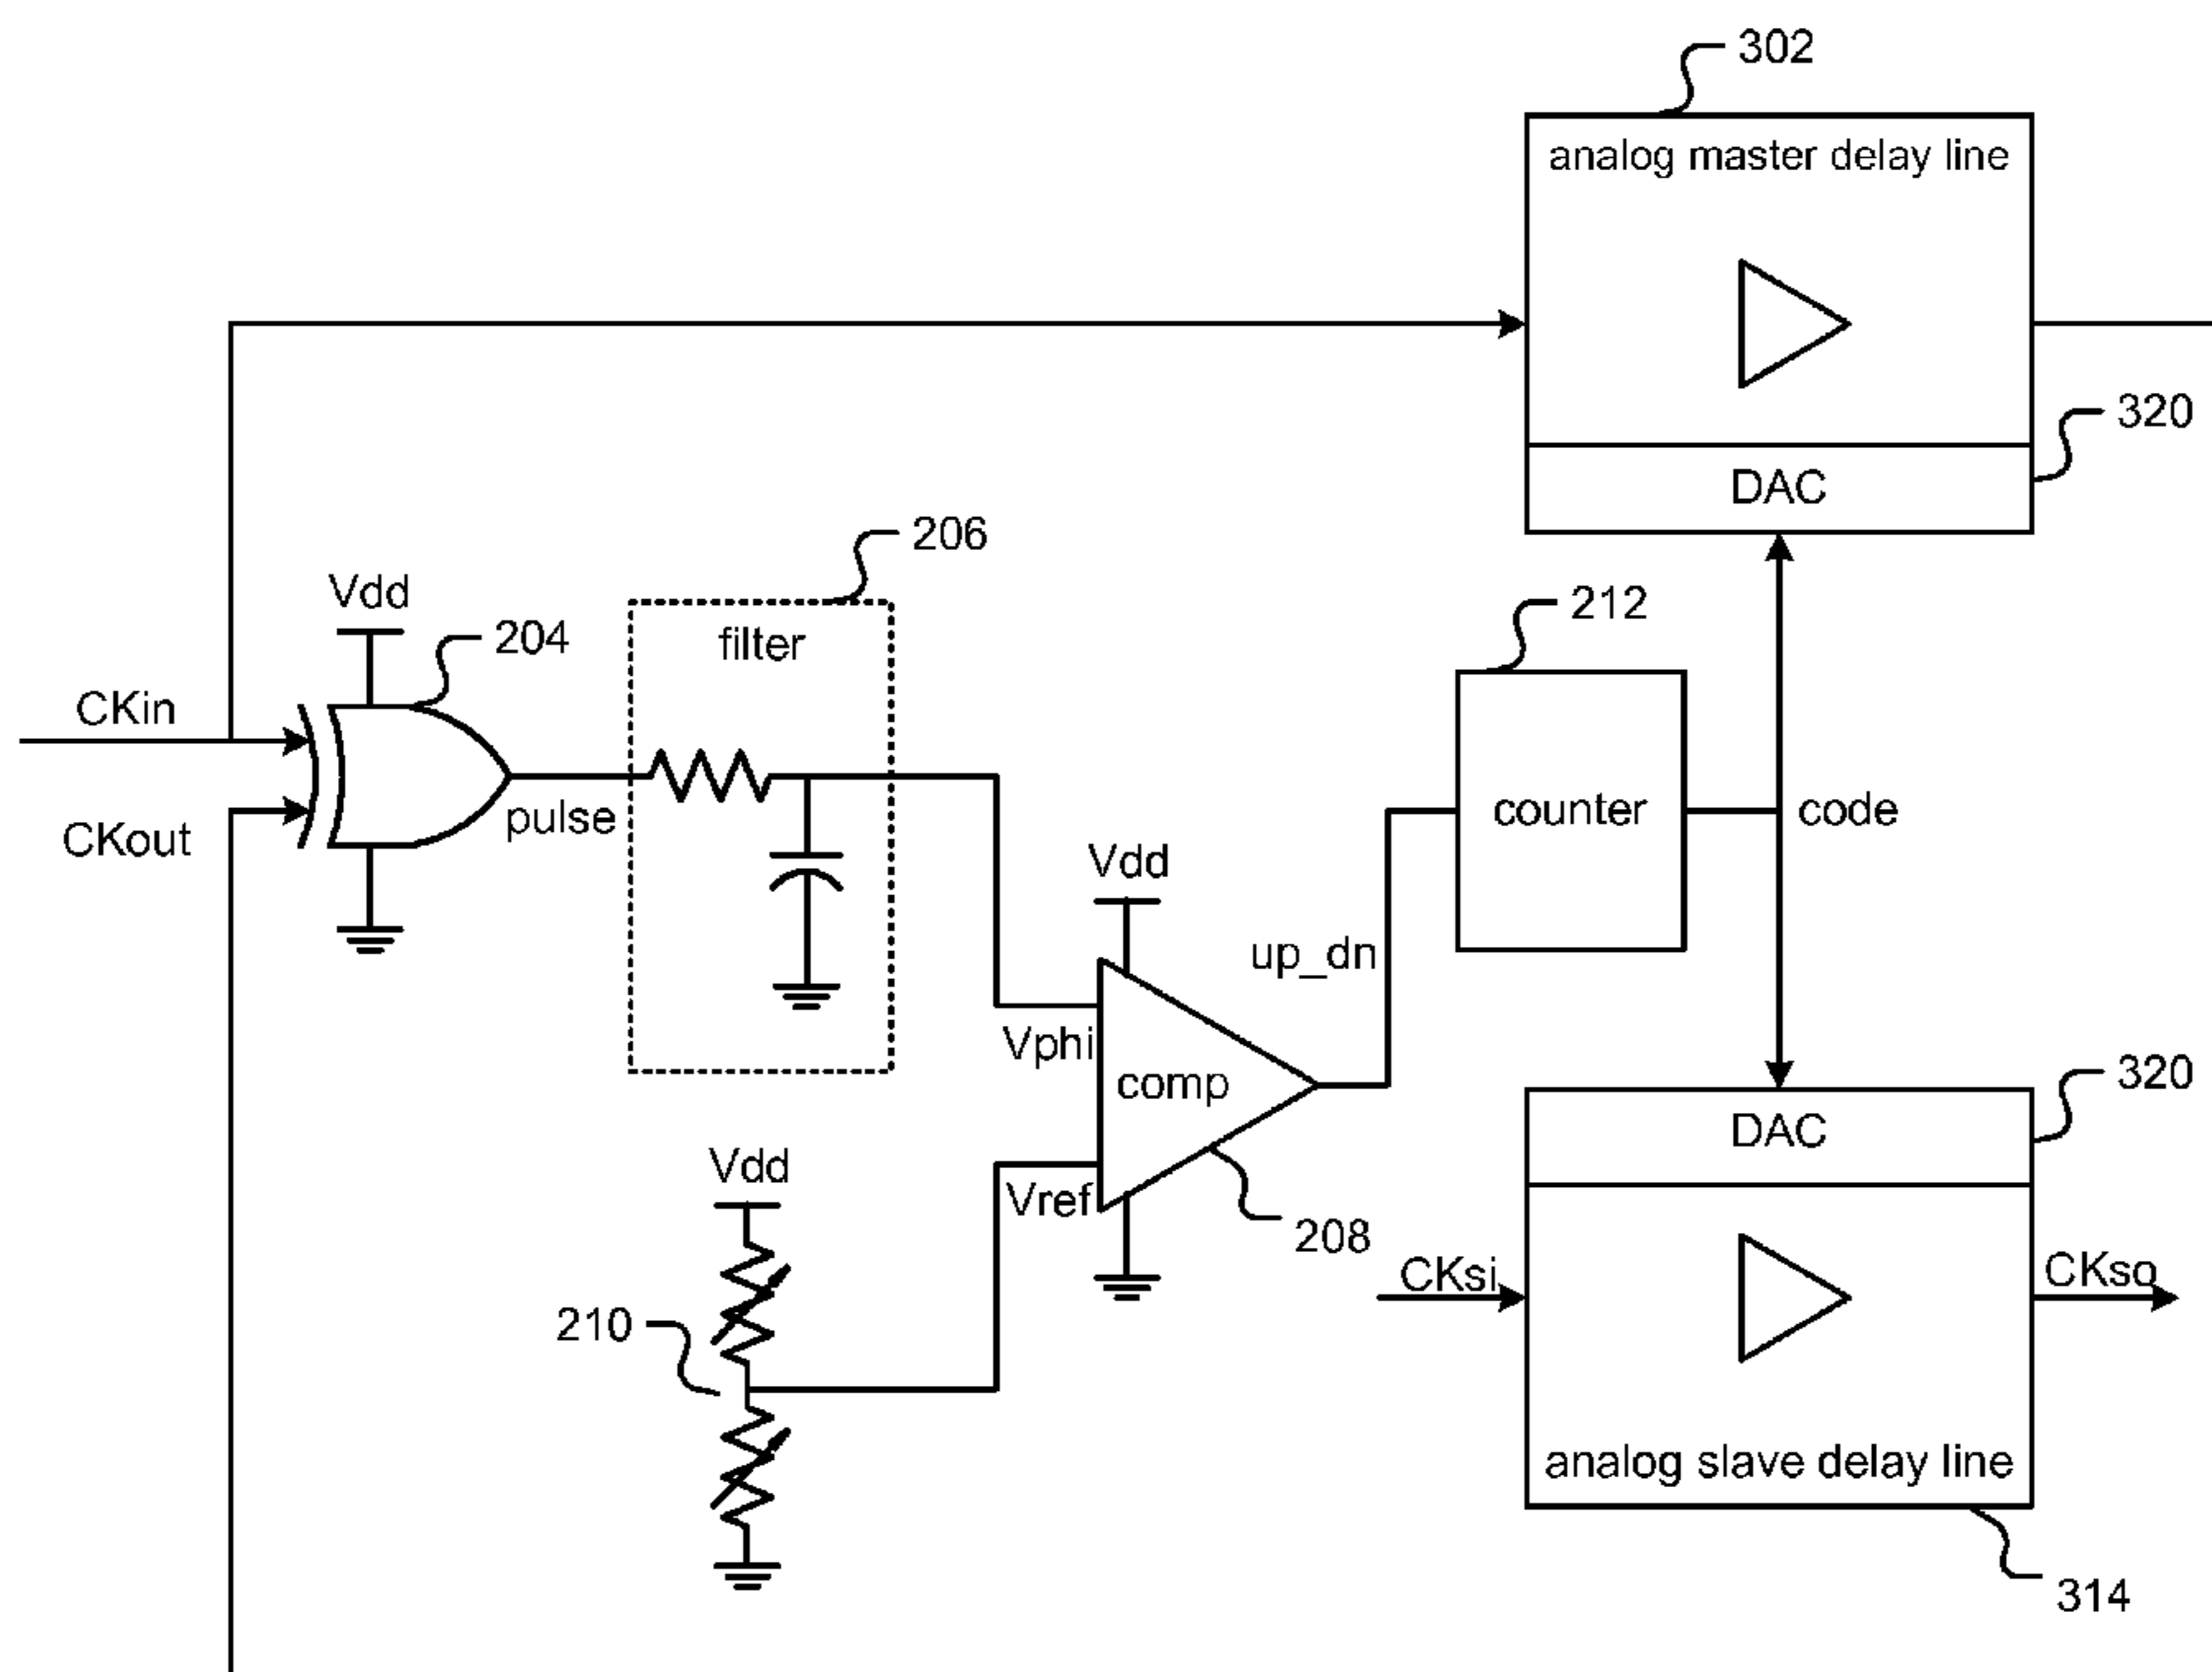 302
analog master delay line
320
DAC
206
212
Vdd
204
filter
CKin
pulse
counter
code
CKout
Vdd
up_dn
Vphi
comp
320
DAC
Vdd
Vref
208
CKsi
CKso
210
analog slave delay line
314